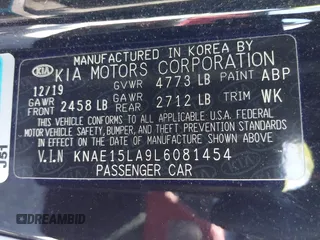 MANUFACTURED IN KOREA BY
KIA KIA MOTORS CORPORATION
12/19 GVWR 4773 LB PAINT ABP
GAWR FRONT 2458 LB GAWR REAR 2712 LB TRIM WK
THIS VEHICLE CONFORMS TO ALL APPLICABLE U.S.A. FEDERAL
MOTOR VEHICLE SAFETY, BUMPER, AND THEFT PREVENTION STANDARDS
IN EFFECT ON THE DATE OF MANUFACTURE SHOWN ABOVE.
V.I.N KNAE15LA9L6081454
PASSENGER CAR
J51
DREAMBID